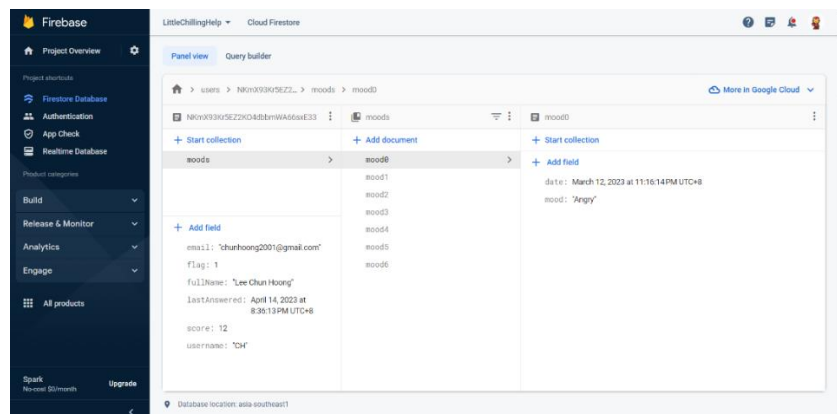 Firebase
Project Overview
Project shortcuts
Firestore Database
Authentication
App Check
Realtime Database
Product categories
Build
Release & Monitor
Analytics
Engage
All products
Spark
No-cost $0/month
Upgrade
LittleChillingHelp
Cloud Firestore
Panel view
Query builder
> users > > moods > mood0
More in Google Cloud
moods
mood0
+ Start collection
+ Add document
+ Start collection
moods
mood0
mood1
mood2
mood3
mood4
mood5
mood6
+ Add field
date: March 12, 2023 at 11:16:14 PM UTC+8
mood: "Angry"
+ Add field
email: "chunhoong2001@gmail.com"
flag: 1
fullName: "Lee Chun Hoong"
lastAnswered: April 14, 2023 at
8:36:13 PM UTC+8
score: 12
username: "CH"
Database location: asia-southeast1